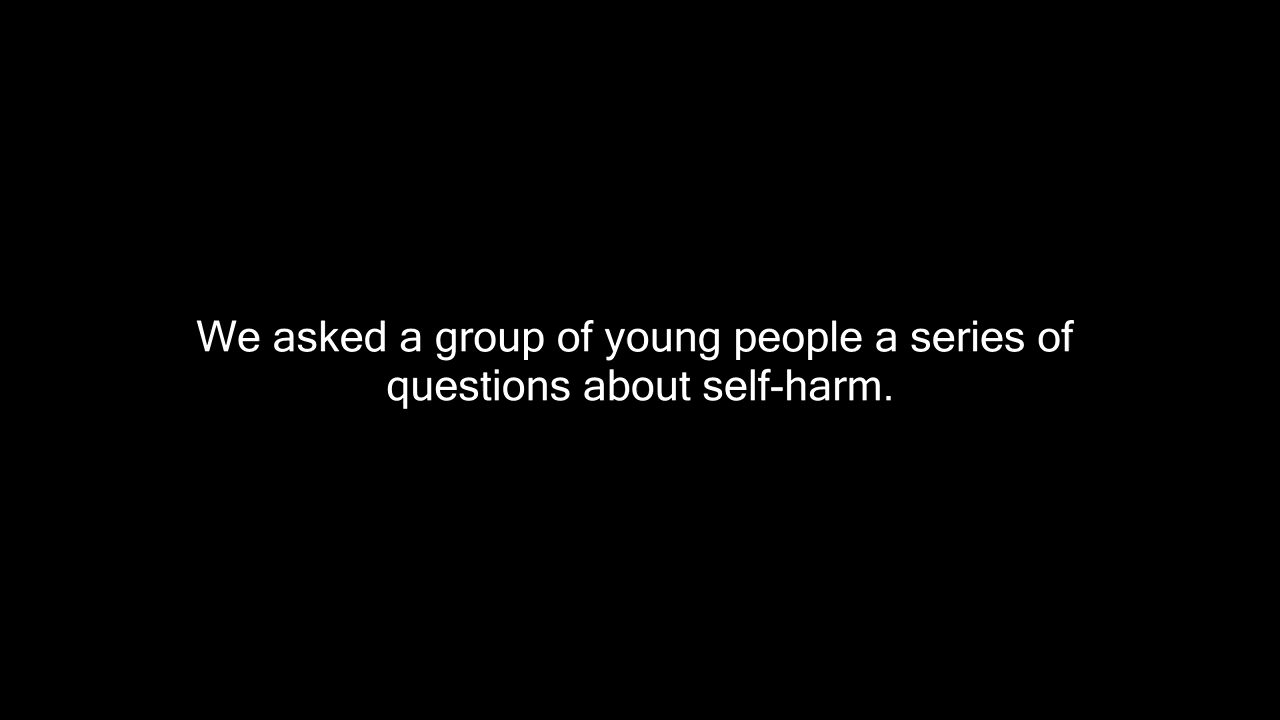 We asked a group of young people a series of
questions about self-harm.